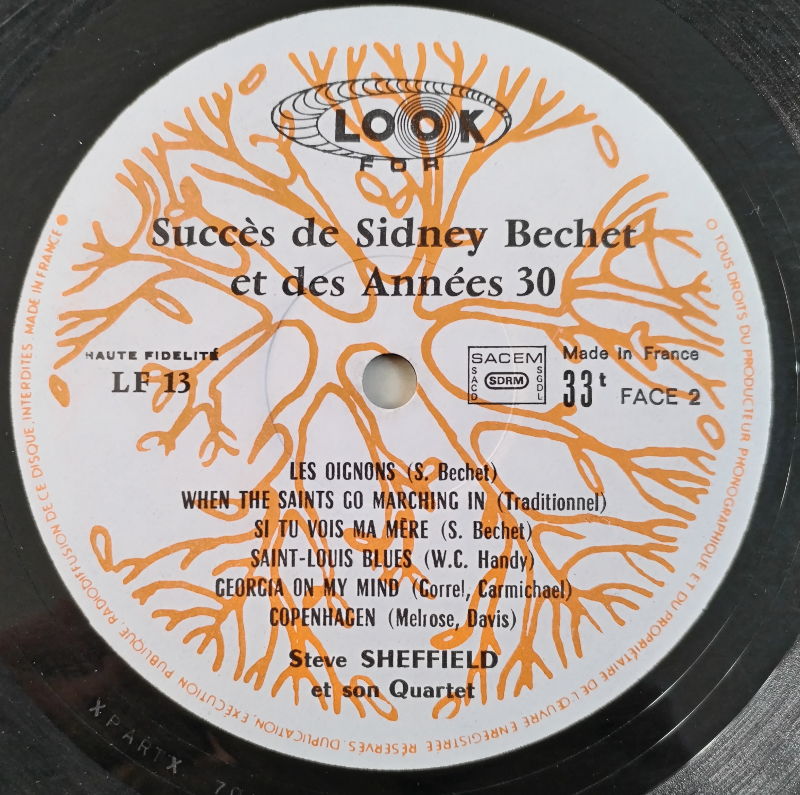 LOOK
FOR
Succès de Sidney Bechet
et des Années 30
HAUTE FIDELITÉ
LF 13
SACEM
SACD
SDRM
SGDL
Made in France
33t FACE 2
LES OIGNONS (S. Bechet)
WHEN THE SAINTS GO MARCHING IN (Traditionnel)
SI TU VOIS MA MÈRE (S. Bechet)
SAINT-LOUIS BLUES (W.C. Handy)
GEORGIA ON MY MIND (Gorrel, Carmichael)
COPENHAGEN (Melrose, Davis)
Steve SHEFFIELD
et son Quartet
TOUS DROITS DU PRODUCTEUR PHONOGRAPHIQUE ET DU PROPRIÉTAIRE DE L'ŒUVRE ENREGISTRÉE RÉSERVÉS. DUPLICATION, EXÉCUTION PUBLIQUE, RADIODIFFUSION DE CE DISQUE, INTERDITES MADE IN FRANCE
XPARTX